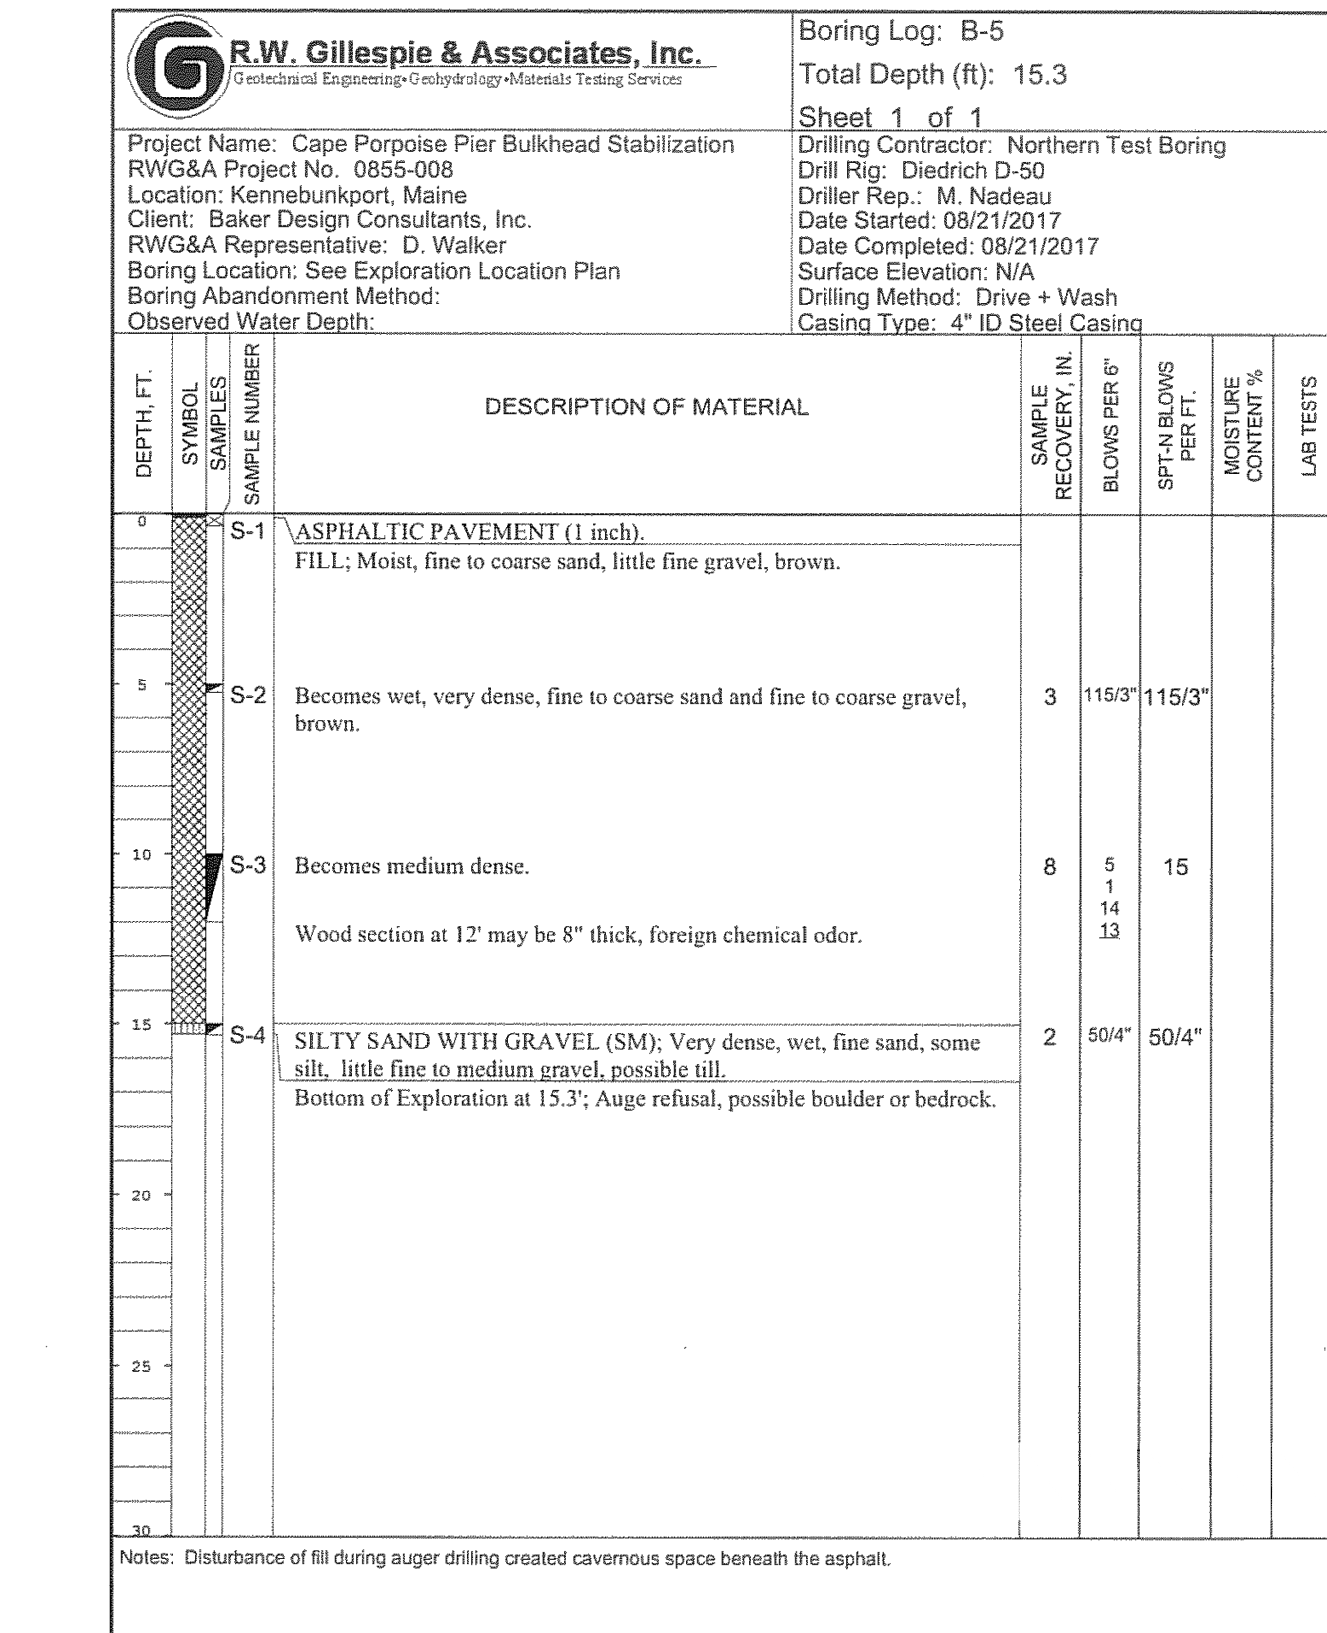 R.W. Gillespie & Associates, Inc.
Geotechnical Engineering•Geohydrology•Materials Testing Services
Boring Log: B-5
Total Depth (ft): 15.3
Sheet 1 of 1
Project Name: Cape Porpoise Pier Bulkhead Stabilization
RWG&A Project No. 0855-008
Location: Kennebunkport, Maine
Client: Baker Design Consultants, Inc.
RWG&A Representative: D. Walker
Boring Location: See Exploration Location Plan
Boring Abandonment Method:
Observed Water Depth:
Drilling Contractor: Northern Test Boring
Drill Rig: Diedrich D-50
Driller Rep.: M. Nadeau
Date Started: 08/21/2017
Date Completed: 08/21/2017
Surface Elevation: N/A
Drilling Method: Drive + Wash
Casing Type: 4" ID Steel Casing
DEPTH, FT.
SYMBOL
SAMPLES
SAMPLE NUMBER
DESCRIPTION OF MATERIAL
SAMPLE
RECOVERY, IN.
BLOWS PER 6"
SPT-N BLOWS
PER FT.
MOISTURE
CONTENT %
LAB TESTS
0
S-1
ASPHALTIC PAVEMENT (1 inch).
FILL; Moist, fine to coarse sand, little fine gravel, brown.
5
S-2
Becomes wet, very dense, fine to coarse sand and fine to coarse gravel,
brown.
3
115/3"
115/3"
10
S-3
Becomes medium dense.
8
5
1
14
13
15
Wood section at 12' may be 8" thick, foreign chemical odor.
15
S-4
SILTY SAND WITH GRAVEL (SM); Very dense, wet, fine sand, some
silt, little fine to medium gravel, possible till.
2
50/4"
50/4"
Bottom of Exploration at 15.3'; Auge refusal, possible boulder or bedrock.
20
25
30
Notes: Disturbance of fill during auger drilling created cavernous space beneath the asphalt.